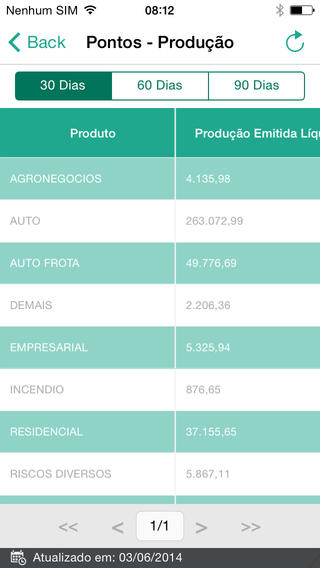 Nenhum SIM 08:12
Back Pontos - Produção
30 Dias 60 Dias 90 Dias
Produto Produção Emitida Líqu
AGRONEGOCIOS 4.135,98
AUTO 263.072,99
AUTO FROTA 49.776,69
DEMAIS 2.206,36
EMPRESARIAL 5.325,94
INCENDIO 876,65
RESIDENCIAL 37.155,65
RISCOS DIVERSOS 5.867,11
<< < 1/1 > >>
Atualizado em: 03/06/2014